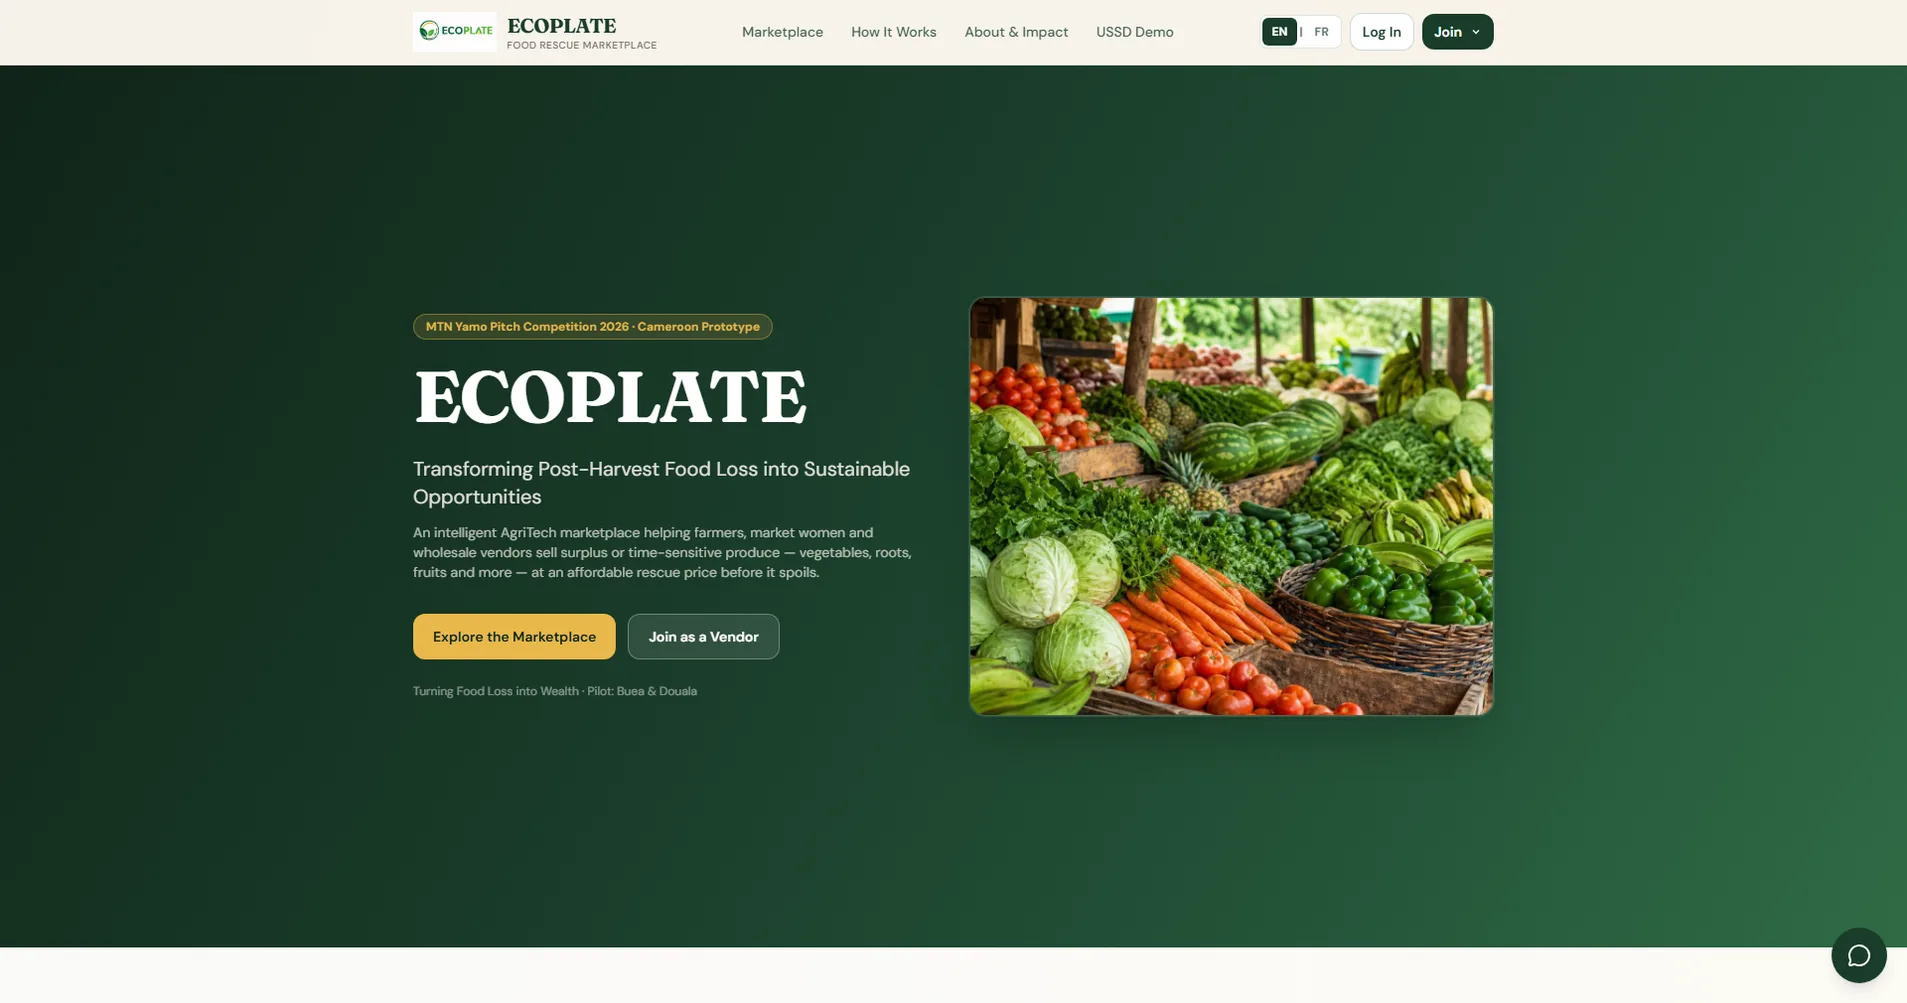 ECOPLATE
ECOPLATE
FOOD RESCUE MARKETPLACE
Marketplace
How It Works
About & Impact
USSD Demo
EN | FR
Log In
Join
MTN Yamo Pitch Competition 2026 · Cameroon Prototype
ECOPLATE
Transforming Post-Harvest Food Loss into Sustainable
Opportunities
An intelligent AgriTech marketplace helping farmers, market women and
wholesale vendors sell surplus or time-sensitive produce — vegetables, roots,
fruits and more — at an affordable rescue price before it spoils.
Explore the Marketplace
Join as a Vendor
Turning Food Loss into Wealth · Pilot: Buea & Douala